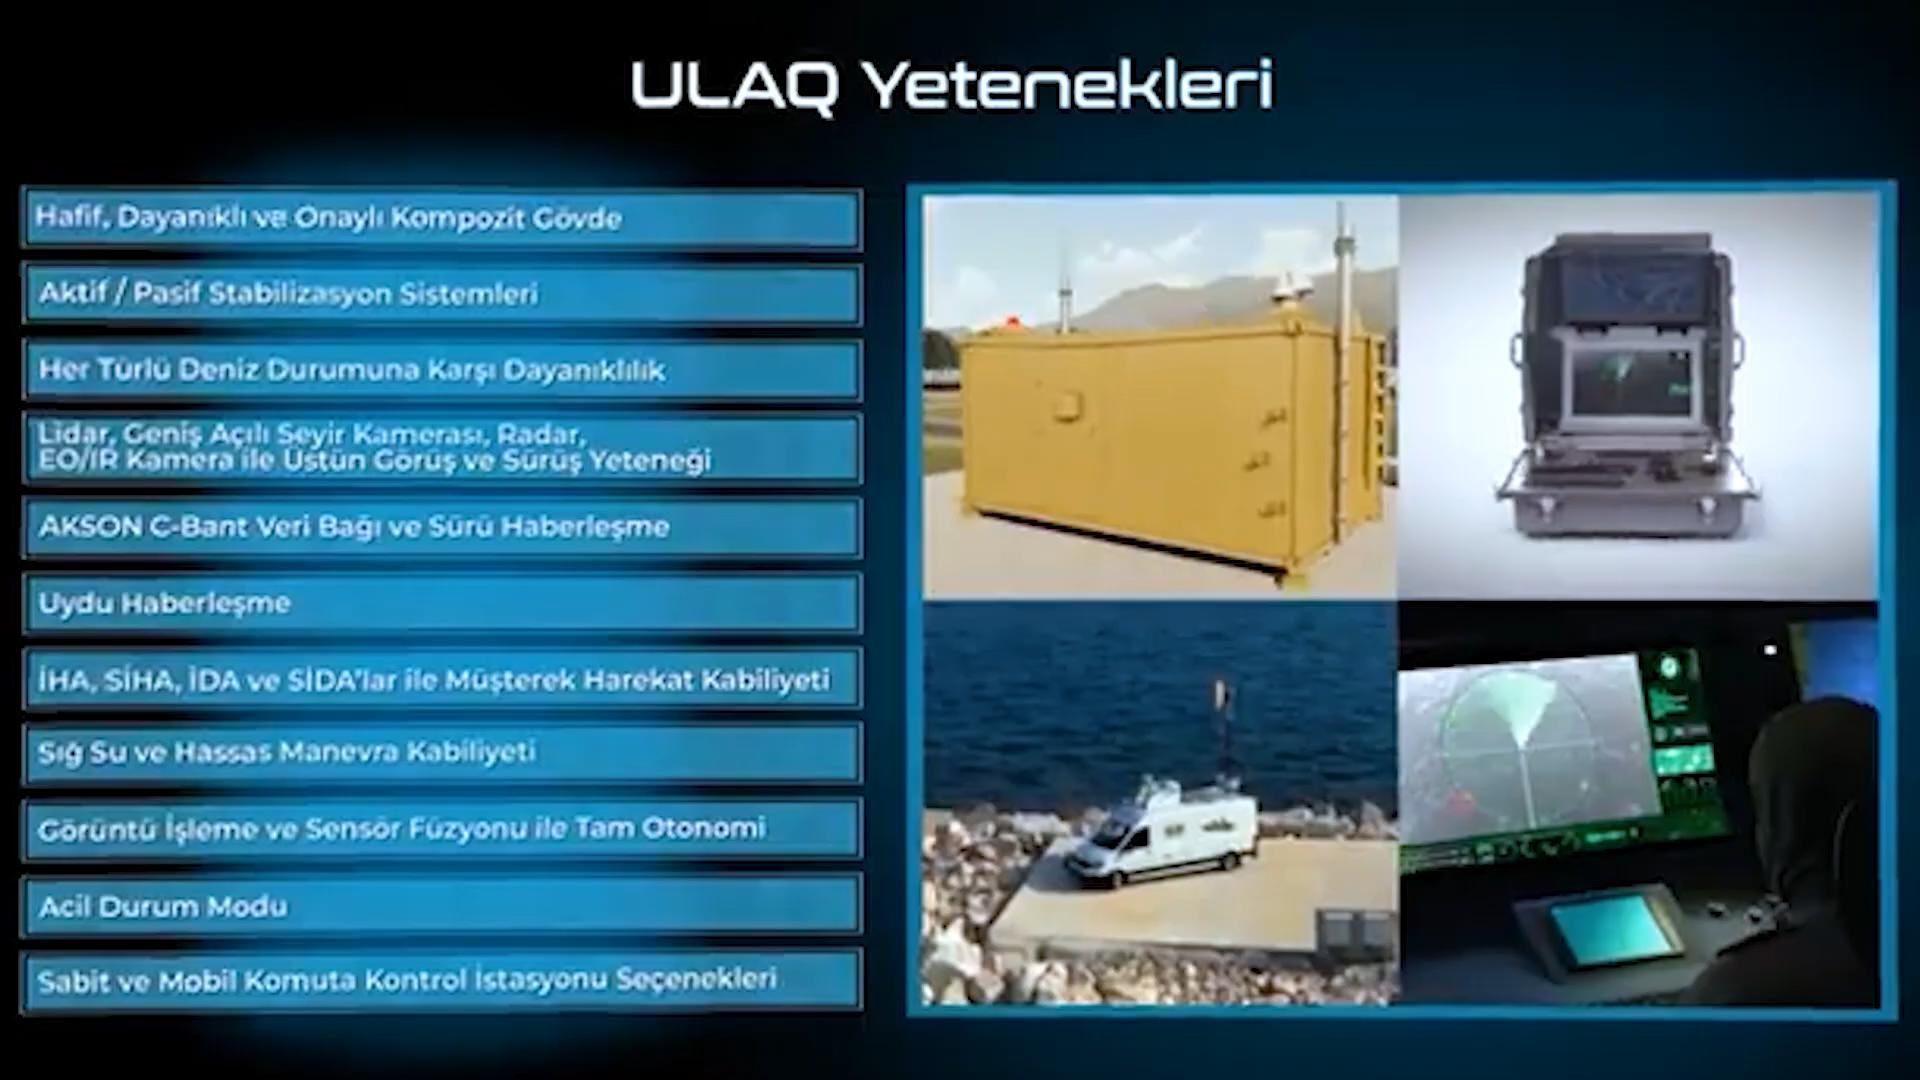 ULAQ Yetenekleri
Hafif, Dayanıklı ve Onaylı Kompozit Gövde
Aktif / Pasif Stabilizasyon Sistemleri
Her Türlü Deniz Durumuna Karşı Dayanıklılık
Lidar, Geniş Açılı Seyir Kamerası, Radar,
EO/IR Kamera ile Üstün Görüş ve Sürüş Yeteneği
AKSON C-Bant Veri Bağı ve Sürü Haberleşme
Uydu Haberleşme
İHA, SİHA, İDA ve SİDA'lar ile Müşterek Harekat Kabiliyeti
Sığ Su ve Hassas Manevra Kabiliyeti
Görüntü İşleme ve Sensör Füzyonu ile Tam Otonomi
Acil Durum Modu
Sabit ve Mobil Komuta Kontrol İstasyonu Seçenekleri